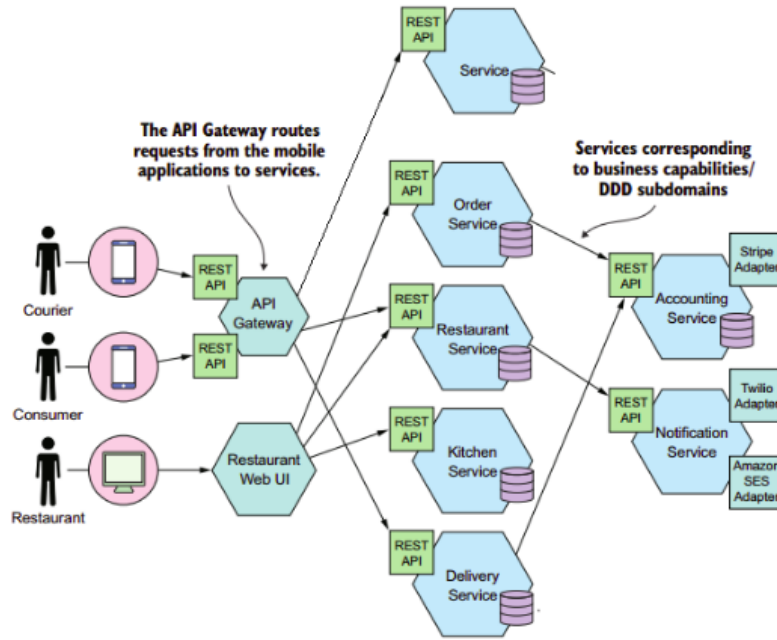 REST
API
Service
The API Gateway routes
requests from the mobile
applications to services.
Services corresponding
to business capabilities/
DDD subdomains
REST
API
Order
Service
Stripe
Adapter
Courier
REST
API
API
Gateway
REST
API
REST
API
Restaurant
Service
REST
API
Accounting
Service
Consumer
Twilio
Adapter
Restaurant
Restaurant
Web UI
REST
API
Kitchen
Service
REST
API
Notification
Service
Amazon
SES
Adapter
REST
API
Delivery
Service